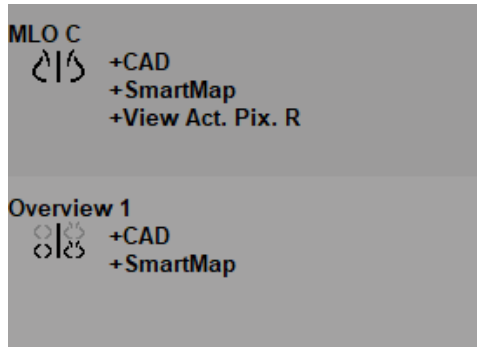 MLO C
+CAD
+SmartMap
+View Act. Pix. R
Overview 1
+CAD
+SmartMap